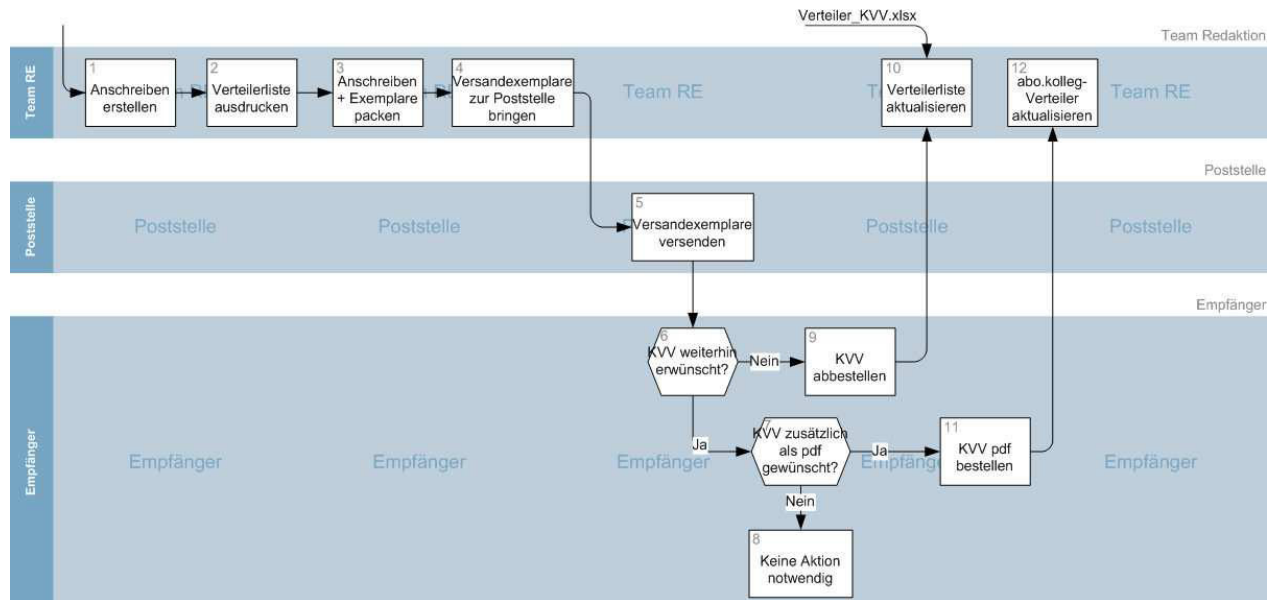 Verteiler_KVV.xlsx
Team Redaktion
Team RE
1
Anschreiben
erstellen
2
Verteilerliste
ausdrucken
3
Anschreiben
+ Exemplare
packen
4
Versandexemplare
zur Poststelle
bringen
Team RE
10
Verteilerliste
aktualisieren
12
abo.kolleg-
Verteiler
aktualisieren
Team RE
Poststelle
Poststelle
Poststelle
Poststelle
5
Versandexemplare
versenden
Poststelle
Poststelle
Empfänger
Empfänger
6
KVV weiterhin
erwünscht?
Nein
9
KVV
abbestellen
Ja
7
KVV zusätzlich
als pdf
gewünscht?
Ja
11
KVV pdf
bestellen
Empfänger
Empfänger
Empfänger
Empfänger
Nein
8
Keine Aktion
notwendig